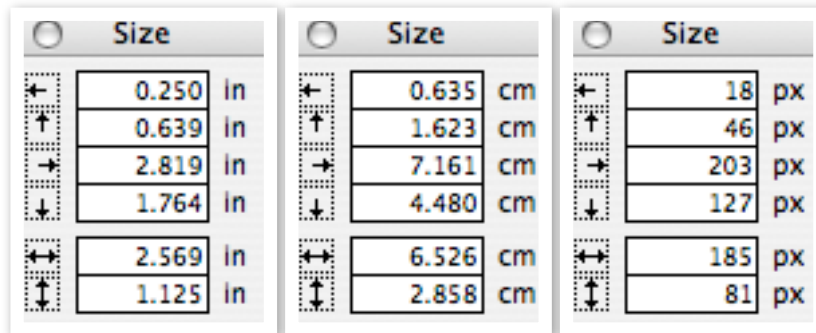 Size
0.250 in
0.639 in
2.819 in
1.764 in
2.569 in
1.125 in
Size
0.635 cm
1.623 cm
7.161 cm
4.480 cm
6.526 cm
2.858 cm
Size
18 px
46 px
203 px
127 px
185 px
81 px